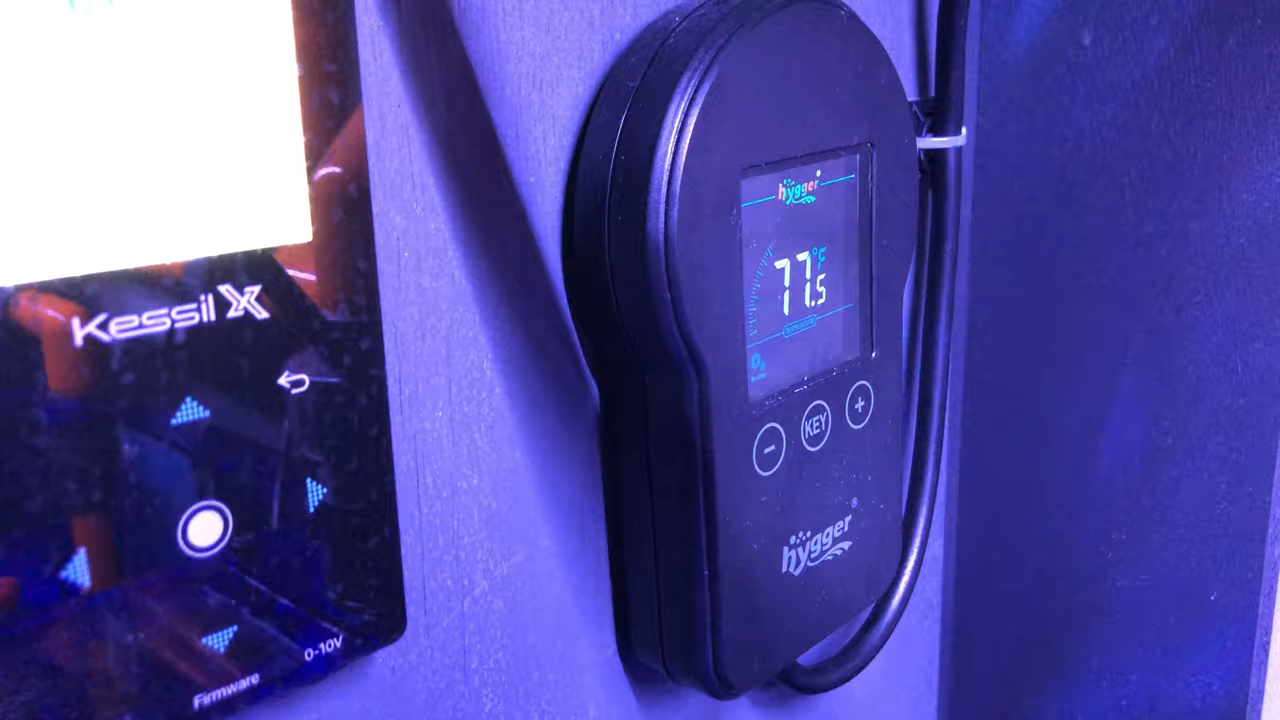 Kessil X
Firmware
0-10V
hygger
77.5 °F
− KEY +
hygger®